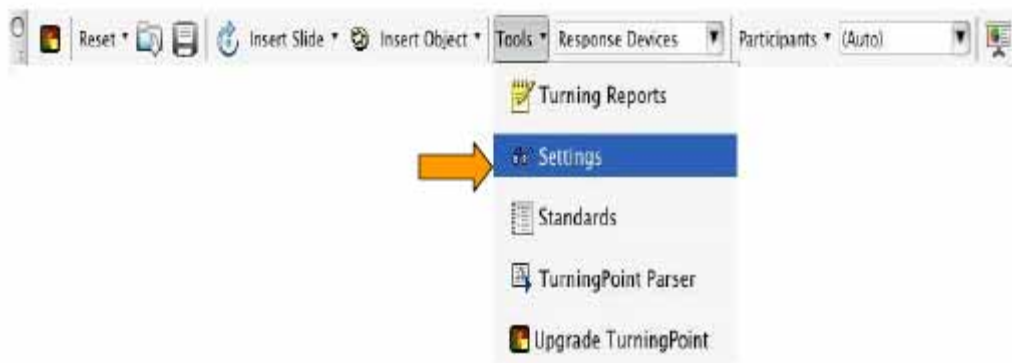 Reset Insert Slide Insert Object Tools Response Devices Participants (Auto)
Turning Reports
Settings
Standards
TurningPoint Parser
Upgrade TurningPoint